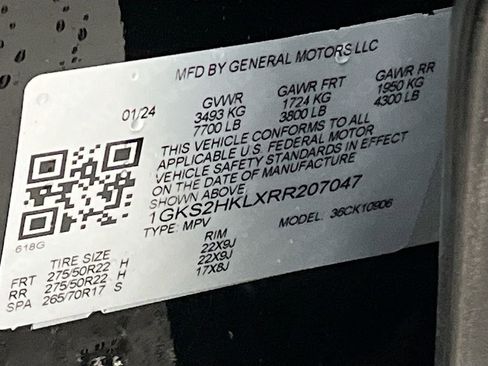 MFD BY GENERAL MOTORS LLC
01/24 GVWR GAWR FRT GAWR RR
3493 KG 1724 KG 1950 KG
7700 LB 3800 LB 4300 LB
THIS VEHICLE CONFORMS TO ALL
APPLICABLE U.S. FEDERAL MOTOR
VEHICLE SAFETY STANDARDS IN EFFECT
ON THE DATE OF MANUFACTURE
SHOWN ABOVE
1GKS2HKLXRR207047
TYPE: MPV MODEL: 36CK10906
618G
TIRE SIZE RIM
FRT 275/50R22 H 22X9J
RR 275/50R22 H 22X9J
SPA 265/70R17 S 17X8J